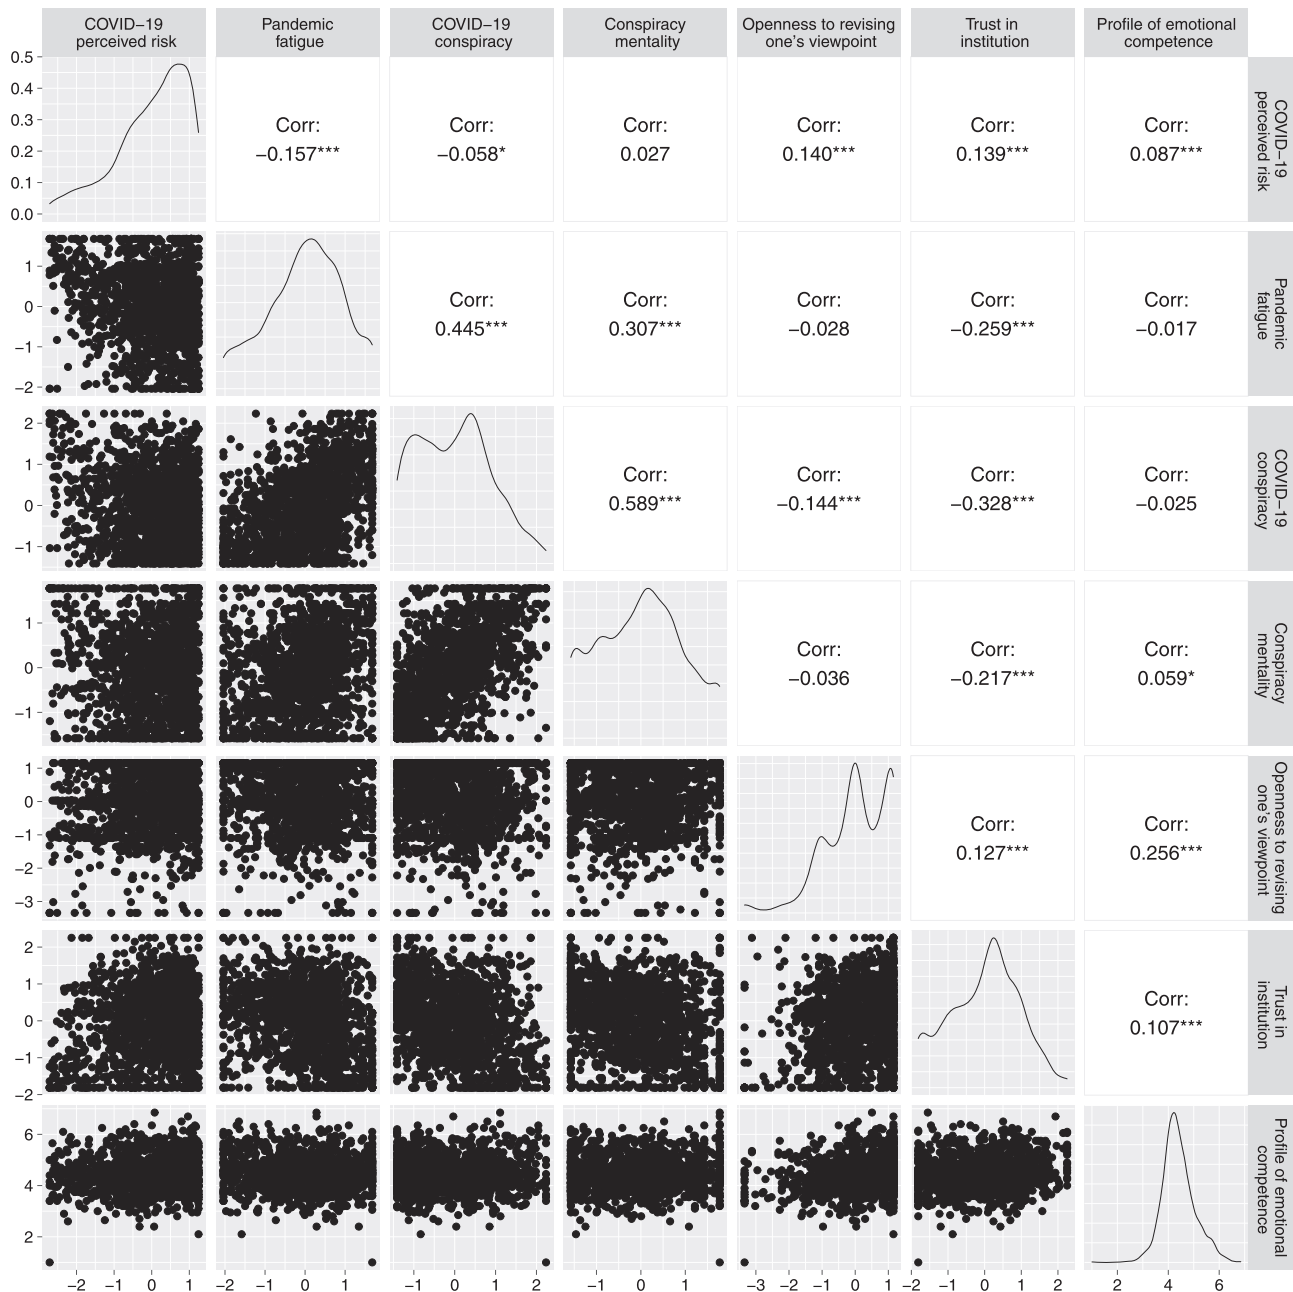 COVID−19 perceived risk
Pandemic fatigue
COVID−19 conspiracy
Conspiracy mentality
Openness to revising one's viewpoint
Trust in institution
Profile of emotional competence
0.5
0.4
0.3
0.2
0.1
0.0
Corr:
−0.157***
Corr:
−0.058*
Corr:
0.027
Corr:
0.140***
Corr:
0.139***
Corr:
0.087***
COVID−19
perceived risk
1
0
−1
−2
Corr:
0.445***
Corr:
0.307***
Corr:
−0.028
Corr:
−0.259***
Corr:
−0.017
Pandemic
fatigue
2
1
0
−1
Corr:
0.589***
Corr:
−0.144***
Corr:
−0.328***
Corr:
−0.025
COVID−19
conspiracy
1
0
−1
Corr:
−0.036
Corr:
−0.217***
Corr:
0.059*
Conspiracy
mentality
1
0
−1
−2
−3
Corr:
0.127***
Corr:
0.256***
Openness to revising
one's viewpoint
2
1
0
−1
−2
Corr:
0.107***
Trust in
institution
6
4
2
Profile of emotional
competence
−2 −1 0 1
−2 −1 0 1
−1 0 1 2
−1 0 1
−3 −2 −1 0 1
−2 −1 0 1 2
2 4 6